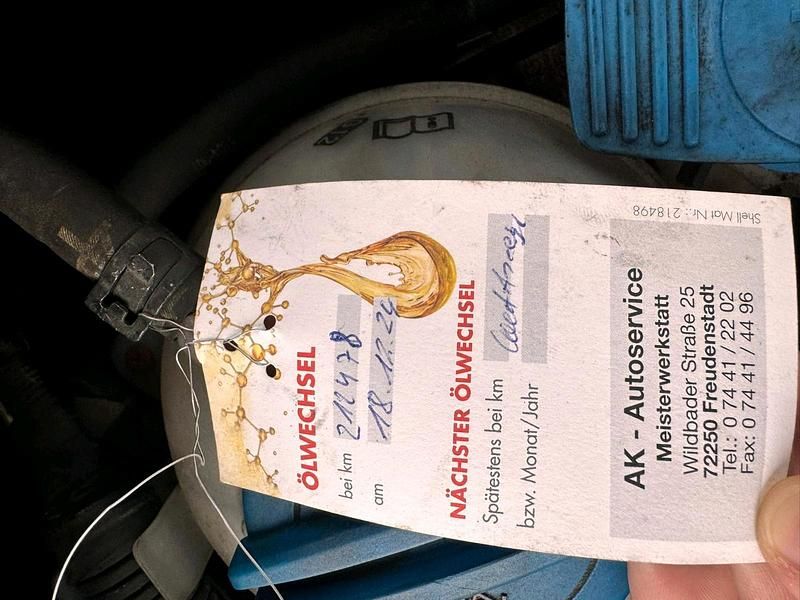 ÖLWECHSEL
bei km 212478
am 18.12.24
NÄCHSTER ÖLWECHSEL
Spätestens bei km
bzw. Monat/Jahr
AK - Autoservice
Meisterwerkstatt
Wildbader Straße 25
72250 Freudenstadt
Tel.: 0 74 41 / 22 02
Fax: 0 74 41 / 44 96
Shell Mat Nr.: 218498